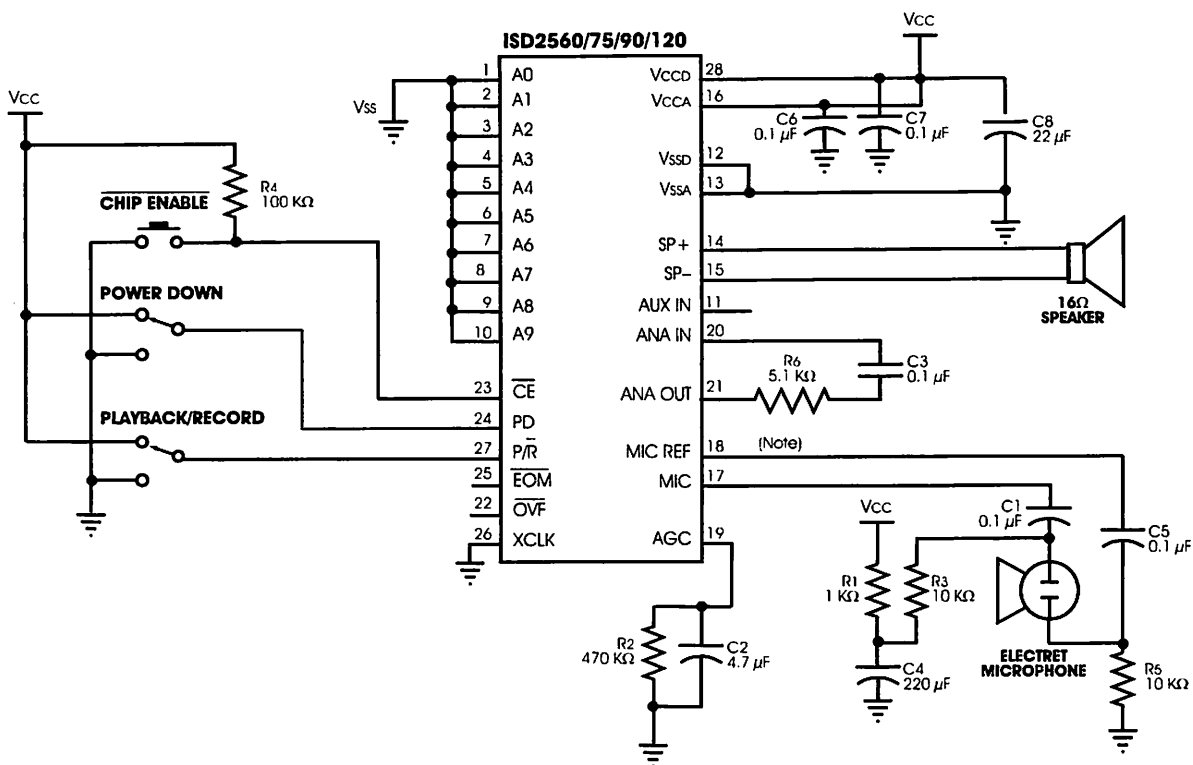 ISD2560/75/90/120
VCC
VCC
VSS
1 A0
2 A1
3 A2
4 A3
5 A4
6 A5
7 A6
8 A7
9 A8
10 A9
23 CE
24 PD
27 P/R
25 EOM
22 OVF
26 XCLK
VCCD 28
VCCA 16
VSSD 12
VSSA 13
SP+ 14
SP– 15
AUX IN 11
ANA IN 20
ANA OUT 21
MIC REF 18 (Note)
MIC 17
AGC 19
R4
100 KΩ
CHIP ENABLE
POWER DOWN
PLAYBACK/RECORD
C6
0.1 µF
C7
0.1 µF
C8
22 µF
16Ω
SPEAKER
R6
5.1 KΩ
C3
0.1 µF
VCC
C1
0.1 µF
C5
0.1 µF
R1
1 KΩ
R3
10 KΩ
R2
470 KΩ
C2
4.7 µF
C4
220 µF
ELECTRET
MICROPHONE
R5
10 KΩ